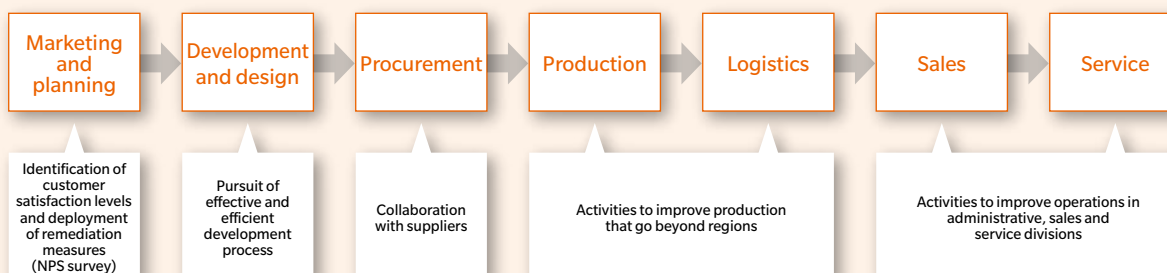 Marketing
and
planning
Development
and design
Procurement
Production
Logistics
Sales
Service
Identification of
customer
satisfaction levels
and deployment
of remediation
measures
(NPS survey)
Pursuit of
effective and
efficient
development
process
Collaboration
with suppliers
Activities to improve production
that go beyond regions
Activities to improve operations in
administrative, sales and
service divisions